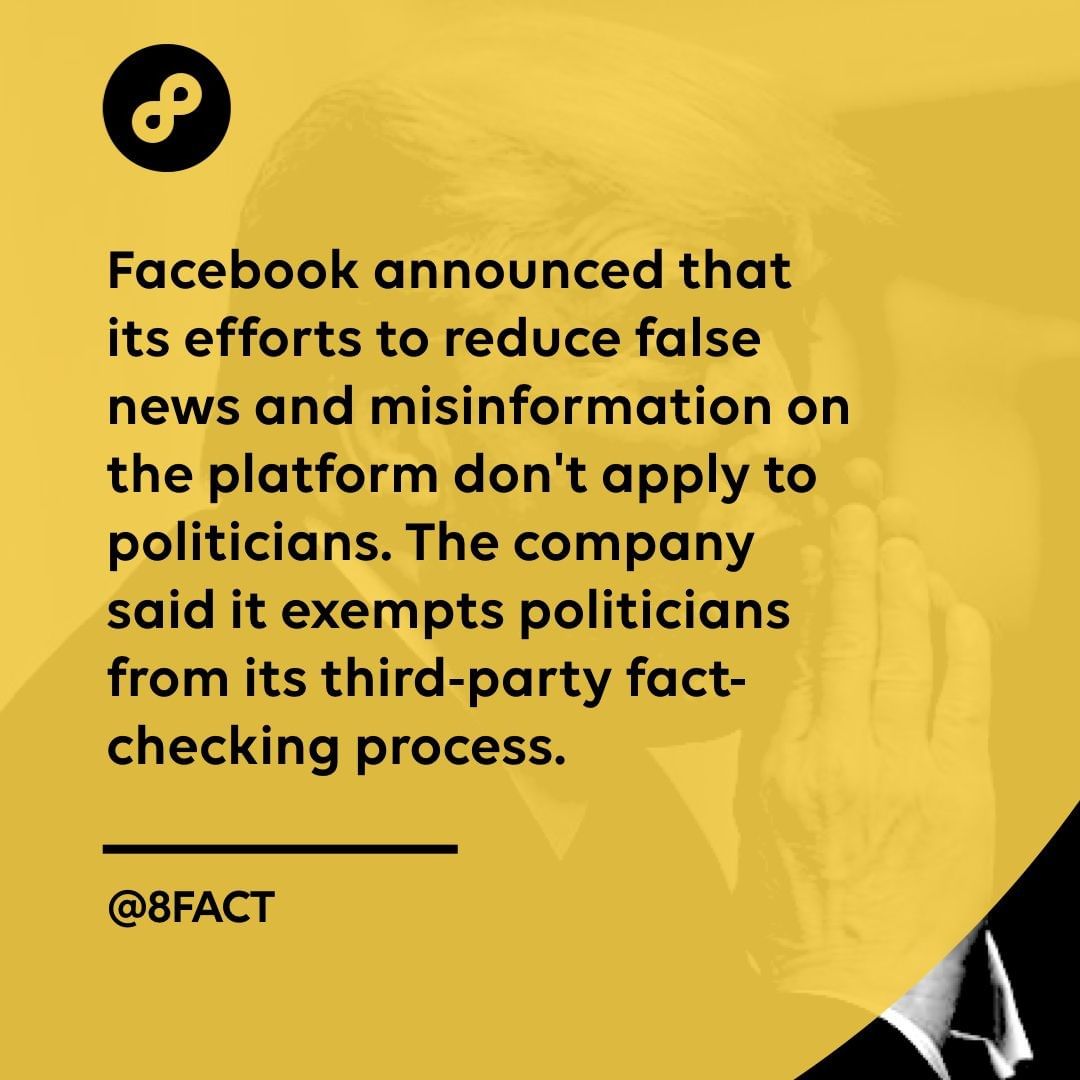 Facebook announced that
its efforts to reduce false
news and misinformation on
the platform don't apply to
politicians. The company
said it exempts politicians
from its third-party fact-
checking process.
@8FACT